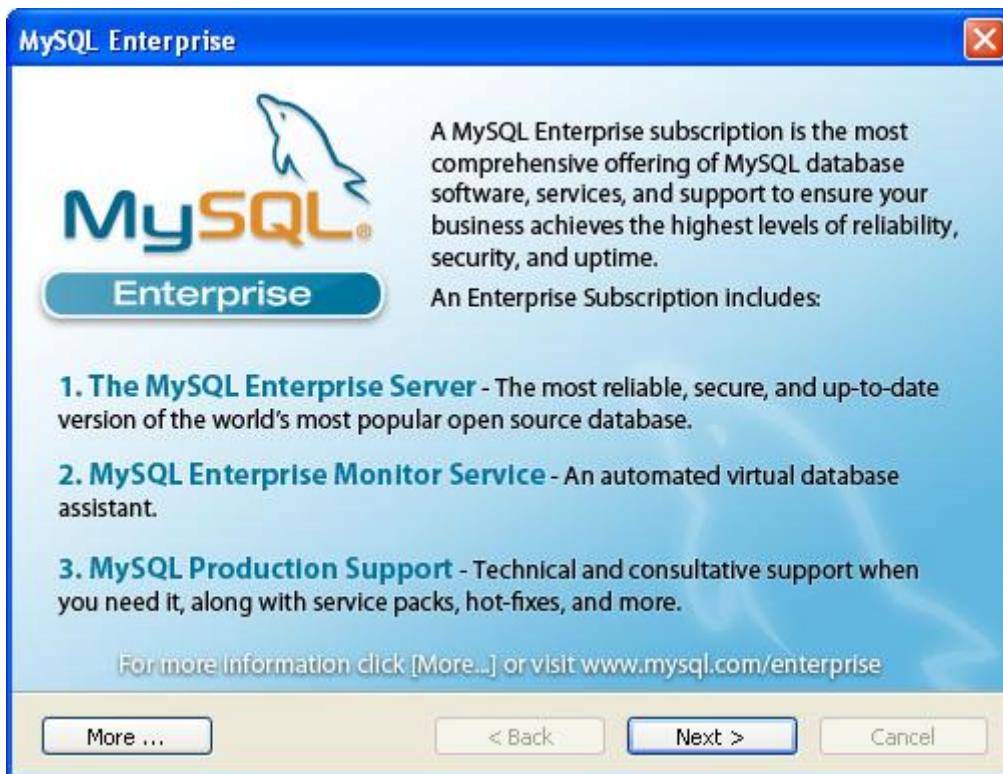 MySQL Enterprise
MySQL®
Enterprise
A MySQL Enterprise subscription is the most
comprehensive offering of MySQL database
software, services, and support to ensure your
business achieves the highest levels of reliability,
security, and uptime.
An Enterprise Subscription includes:
1. The MySQL Enterprise Server - The most reliable, secure, and up-to-date
version of the world's most popular open source database.
2. MySQL Enterprise Monitor Service - An automated virtual database
assistant.
3. MySQL Production Support - Technical and consultative support when
you need it, along with service packs, hot-fixes, and more.
For more information click [More...] or visit www.mysql.com/enterprise
More ...
< Back
Next >
Cancel